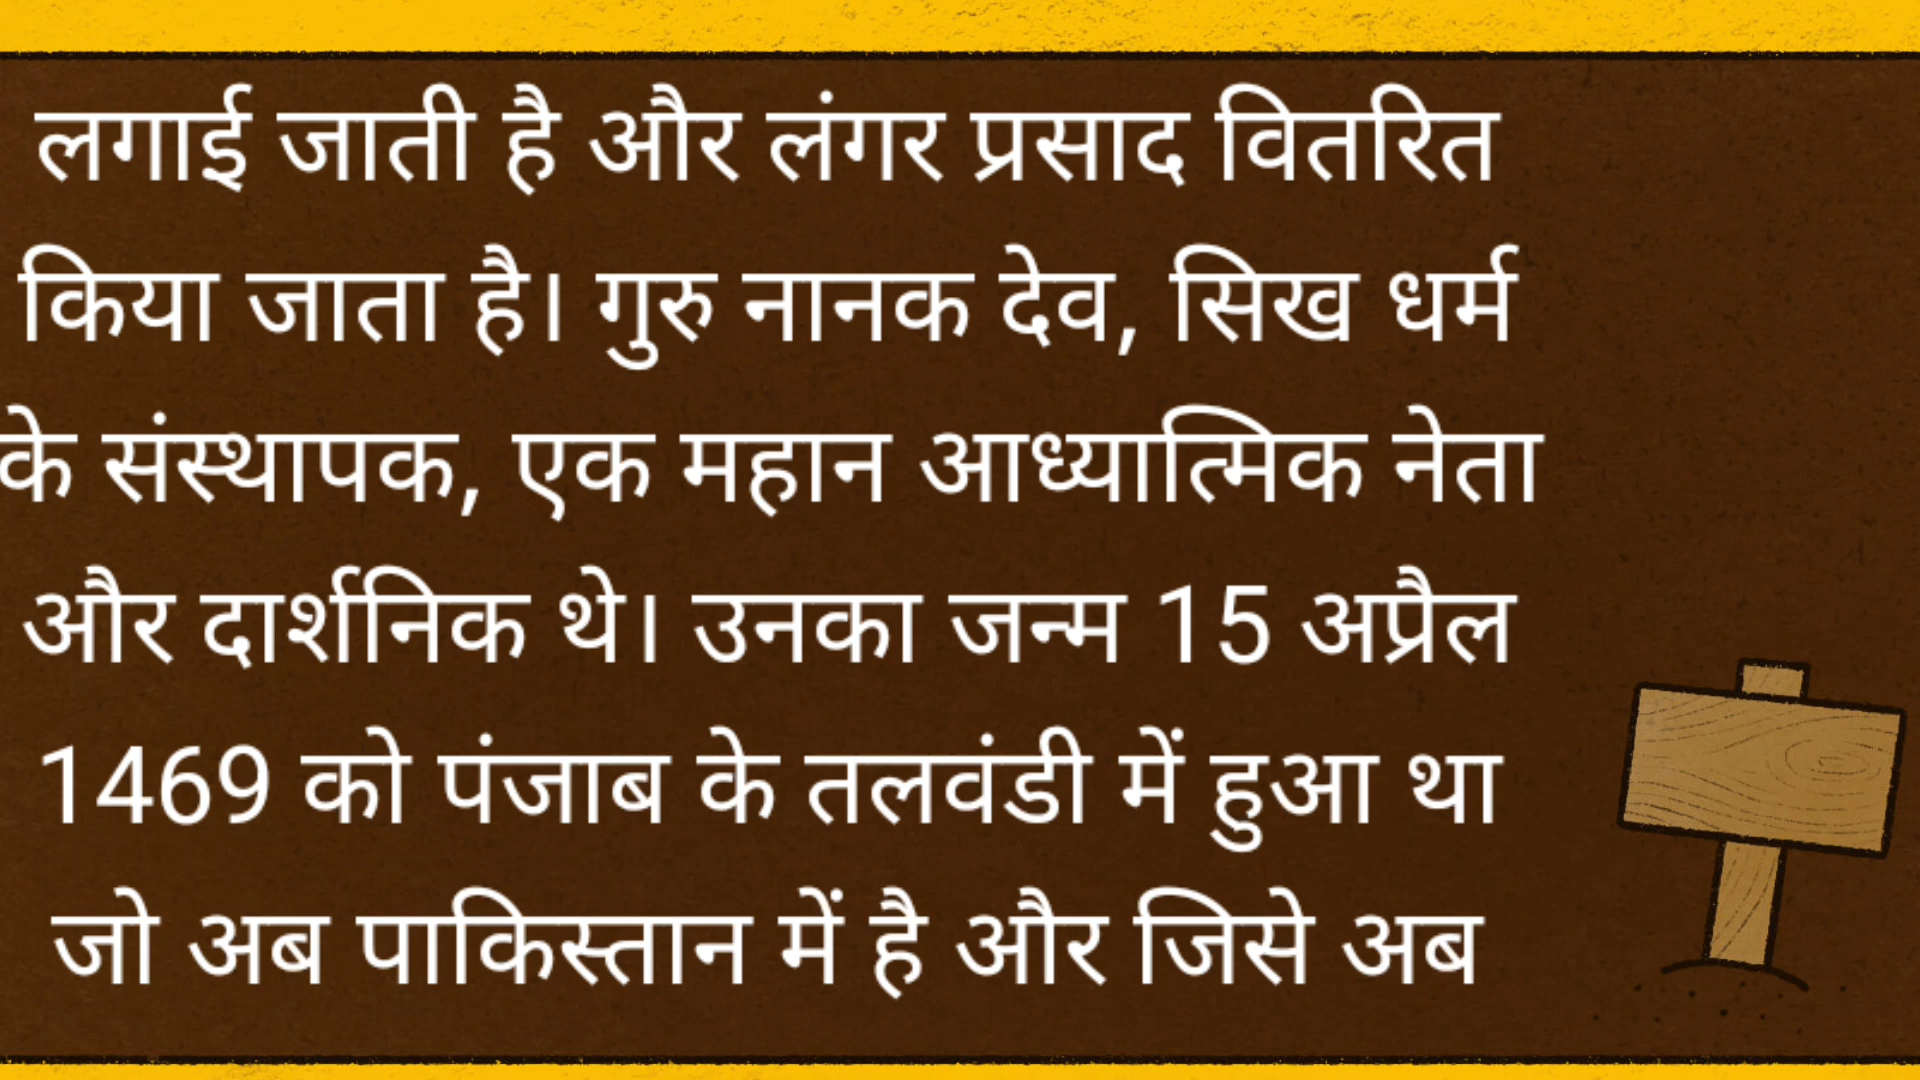 लगाई जाती है और लंगर प्रसाद वितरित
किया जाता है। गुरु नानक देव, सिख धर्म
के संस्थापक, एक महान आध्यात्मिक नेता
और दार्शनिक थे। उनका जन्म 15 अप्रैल
1469 को पंजाब के तलवंडी में हुआ था
जो अब पाकिस्तान में है और जिसे अब